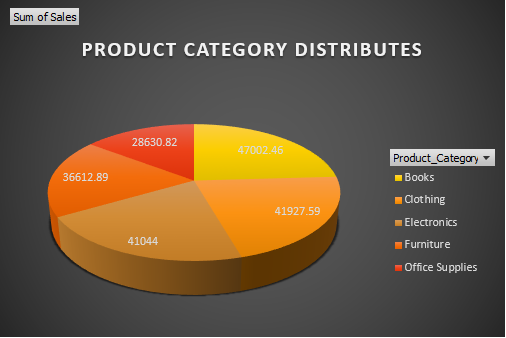 Sum of Sales
PRODUCT CATEGORY DISTRIBUTES
28630.82
47002.46
36612.89
41927.59
41044
Product_Category
Books
Clothing
Electronics
Furniture
Office Supplies